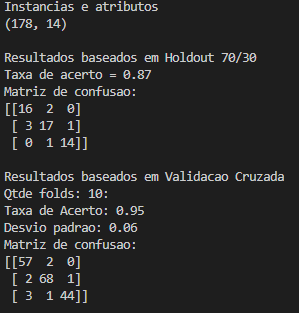 Instancias e atributos
(178, 14)
Resultados baseados em Holdout 70/30
Taxa de acerto = 0.87
Matriz de confusao:
[[16  2  0]
 [ 3 17  1]
 [ 0  1 14]]
Resultados baseados em Validacao Cruzada
Qtde folds: 10:
Taxa de Acerto: 0.95
Desvio padrao: 0.06
Matriz de confusao:
[[57  2  0]
 [ 2 68  1]
 [ 3  1 44]]